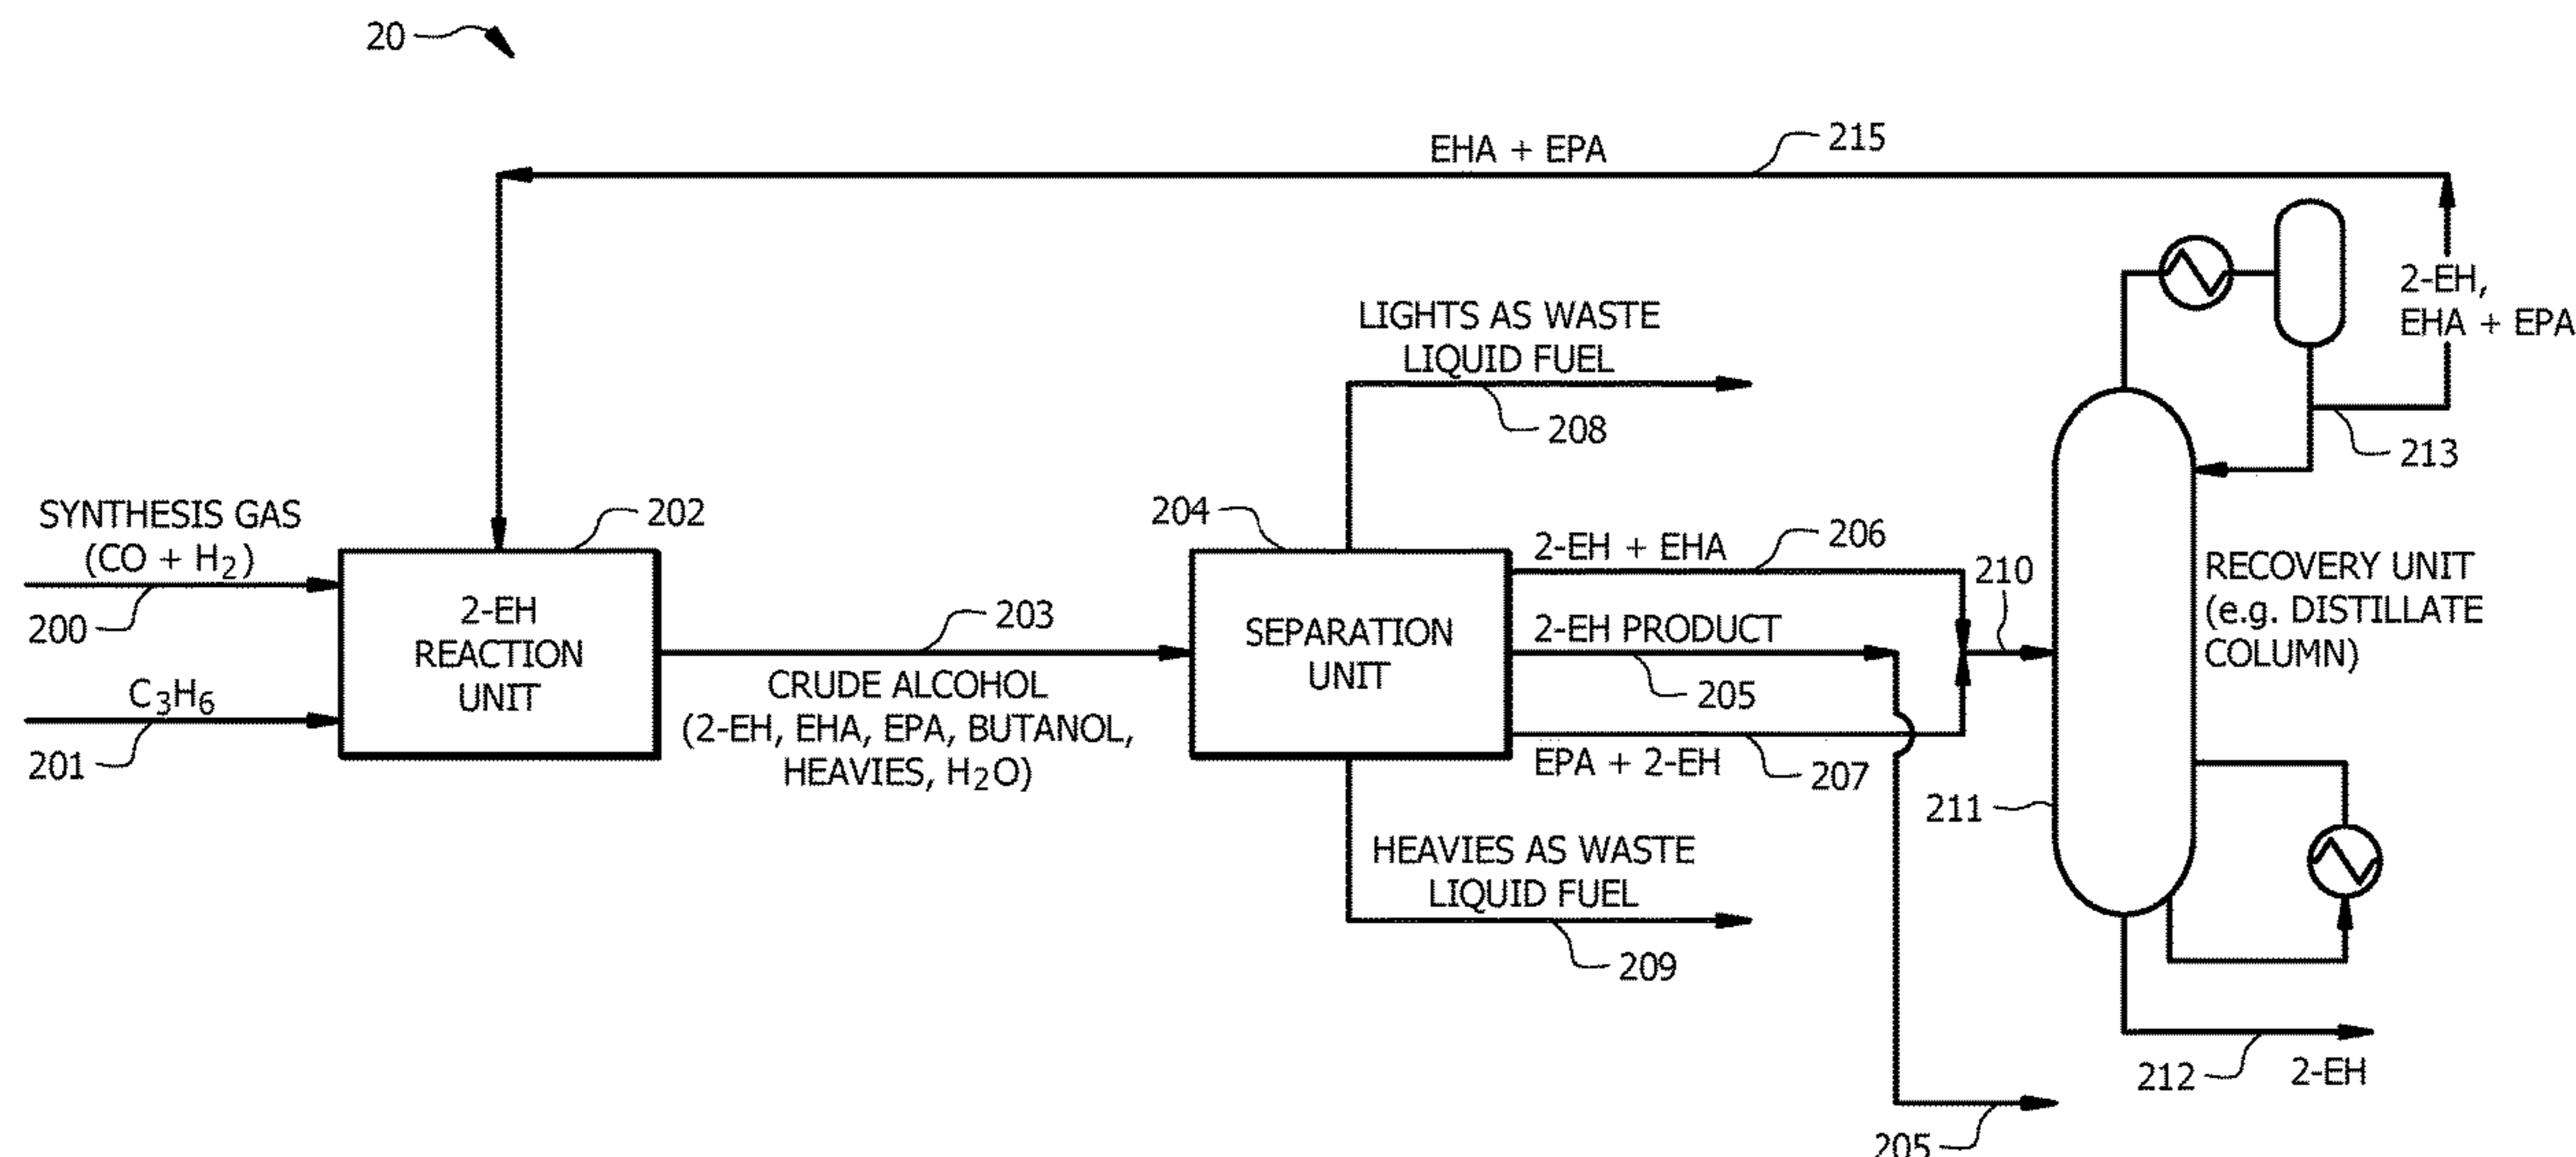 20
EHA + EPA
215
2-EH,
EHA + EPA
LIGHTS AS WASTE
LIQUID FUEL
208
213
SYNTHESIS GAS
(CO + H2)
200
202
2-EH
REACTION
UNIT
C3H6
201
203
CRUDE ALCOHOL
(2-EH, EHA, EPA, BUTANOL,
HEAVIES, H2O)
204
SEPARATION
UNIT
2-EH + EHA
206
2-EH PRODUCT
205
EPA + 2-EH
207
210
RECOVERY UNIT
(e.g. DISTILLATE
COLUMN)
211
HEAVIES AS WASTE
LIQUID FUEL
209
212
2-EH
205